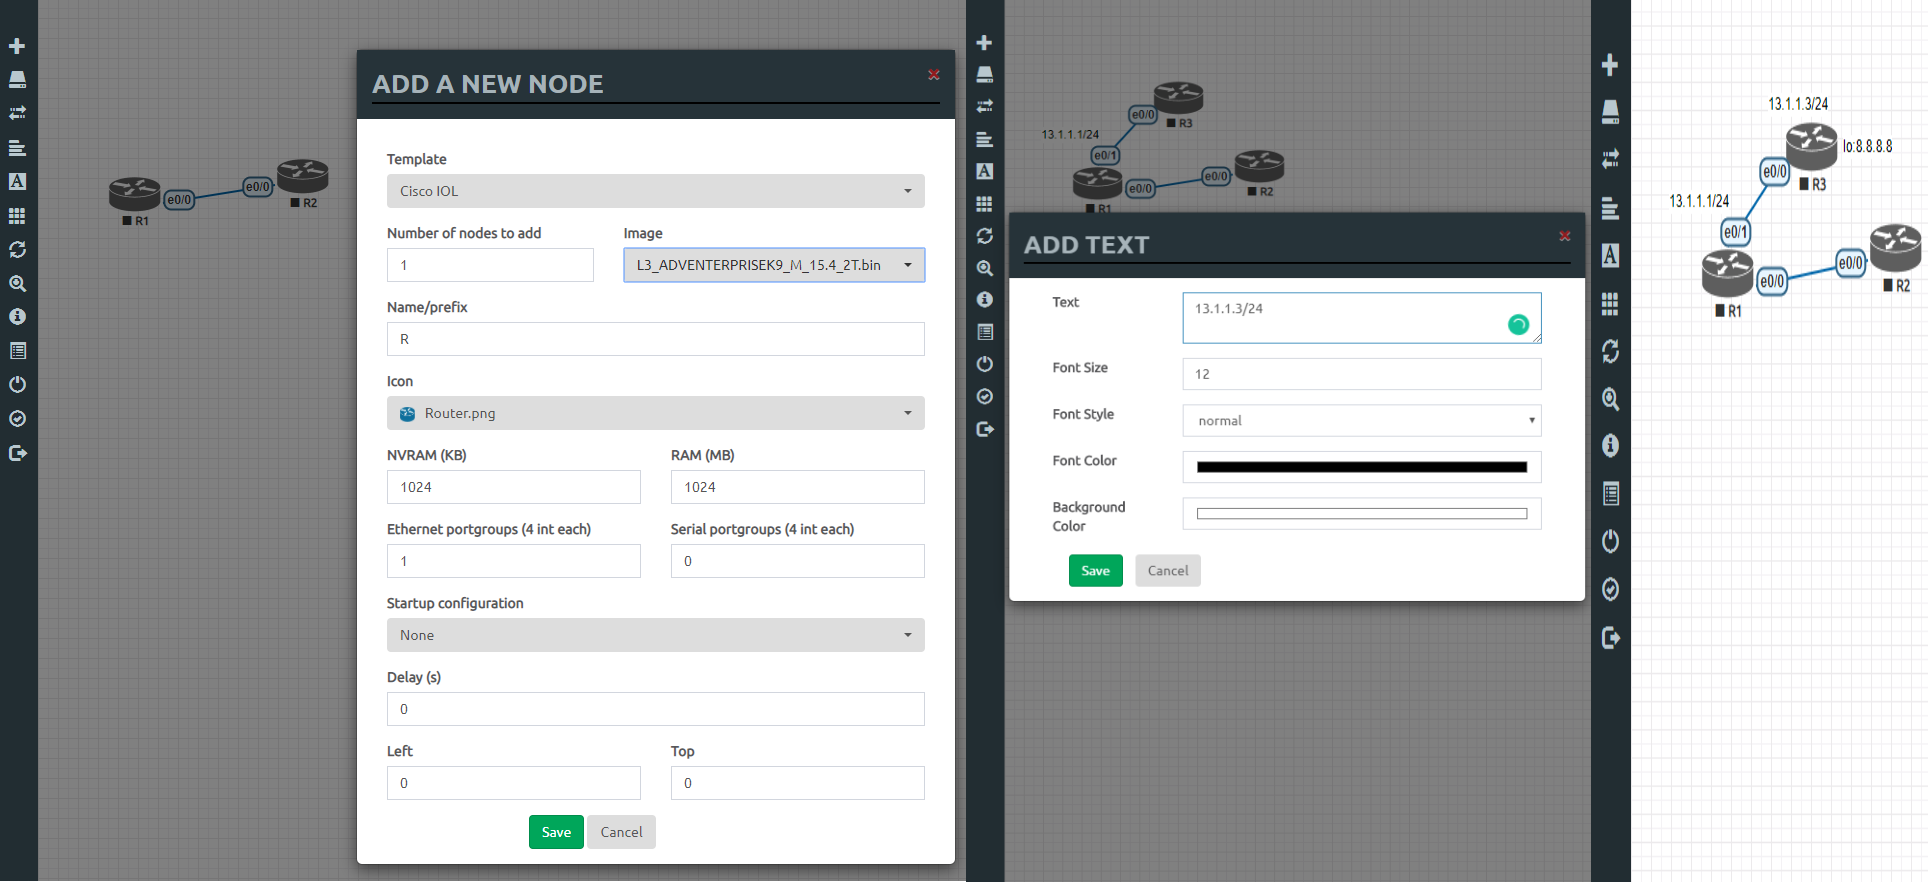 e0/0
e0/0
R1
R2
ADD A NEW NODE
Template
Cisco IOL
Number of nodes to add
Image
1
L3_ADVENTERPRISEK9_M_15.4_2T.bin
Name/prefix
R
Icon
Router.png
NVRAM (KB)
RAM (MB)
1024
1024
Ethernet portgroups (4 int each)
Serial portgroups (4 int each)
1
0
Startup configuration
None
Delay (s)
0
Left
Top
0
0
Save
Cancel
A
A
e0/0
R3
13.1.1.1/24
e0/1
e0/0
e0/0
R2
R1
ADD TEXT
Text
13.1.1.3/24
Font Size
12
Font Style
normal
Font Color
Background
Color
Save
Cancel
A
13.1.1.3/24
lo:8.8.8.8
e0/0
R3
13.1.1.1/24
e0/1
e0/0
e0/0
R2
R1